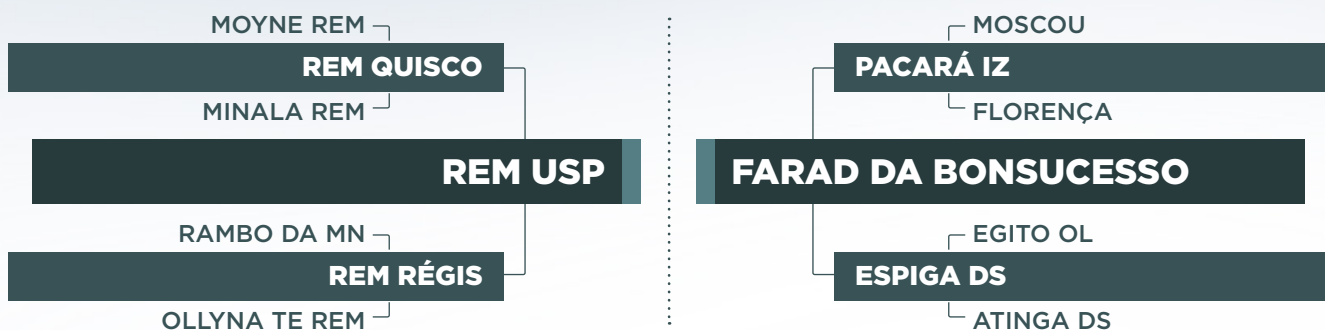 MOYNE REM
REM QUISCO
MINALA REM
REM USP
RAMBO DA MN
REM RÉGIS
OLLYNA TE REM
MOSCOU
PACARÁ IZ
FLORENÇA
FARAD DA BONSUCESSO
EGITO OL
ESPIGA DS
ATINGA DS